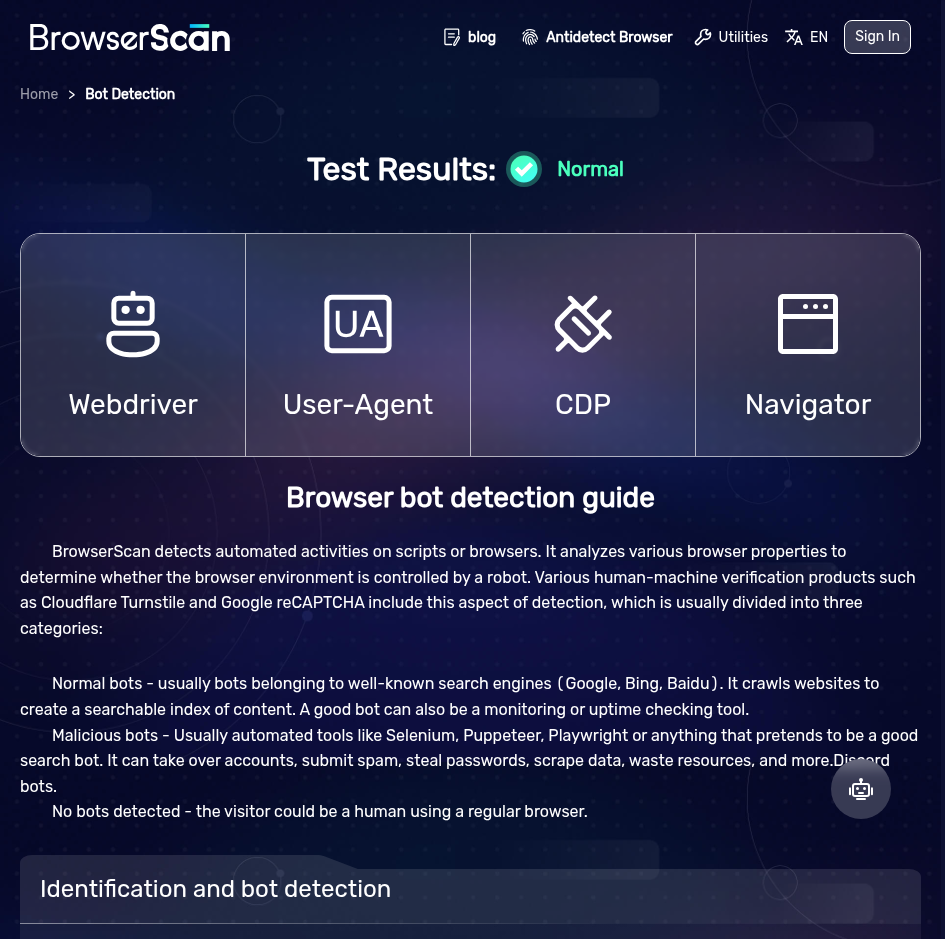 BrowserScan
blog
Antidetect Browser
Utilities
EN
Sign In
Home > Bot Detection
Test Results:
Normal
UA
Webdriver
User-Agent
CDP
Navigator
Browser bot detection guide
BrowserScan detects automated activities on scripts or browsers. It analyzes various browser properties to
determine whether the browser environment is controlled by a robot. Various human-machine verification products such
as Cloudflare Turnstile and Google reCAPTCHA include this aspect of detection, which is usually divided into three
categories:
Normal bots - usually bots belonging to well-known search engines (Google, Bing, Baidu). It crawls websites to
create a searchable index of content. A good bot can also be a monitoring or uptime checking tool.
Malicious bots - Usually automated tools like Selenium, Puppeteer, Playwright or anything that pretends to be a good
search bot. It can take over accounts, submit spam, steal passwords, scrape data, waste resources, and more.Discord
bots.
No bots detected - the visitor could be a human using a regular browser.
Identification and bot detection